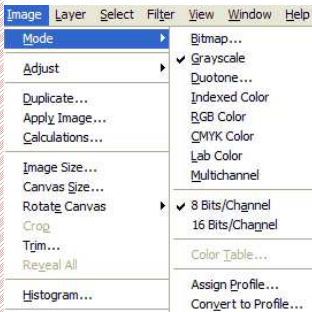 Image Layer Select Filter View Window Help
Mode
Adjust
Duplicate...
Apply Image...
Calculations...
Image Size...
Canvas Size...
Rotate Canvas
Crop
Trim...
Reveal All
Histogram...
Bitmap...
Grayscale
Duotone...
Indexed Color
RGB Color
CMYK Color
Lab Color
Multichannel
8 Bits/Channel
16 Bits/Channel
Color Table...
Assign Profile...
Convert to Profile...